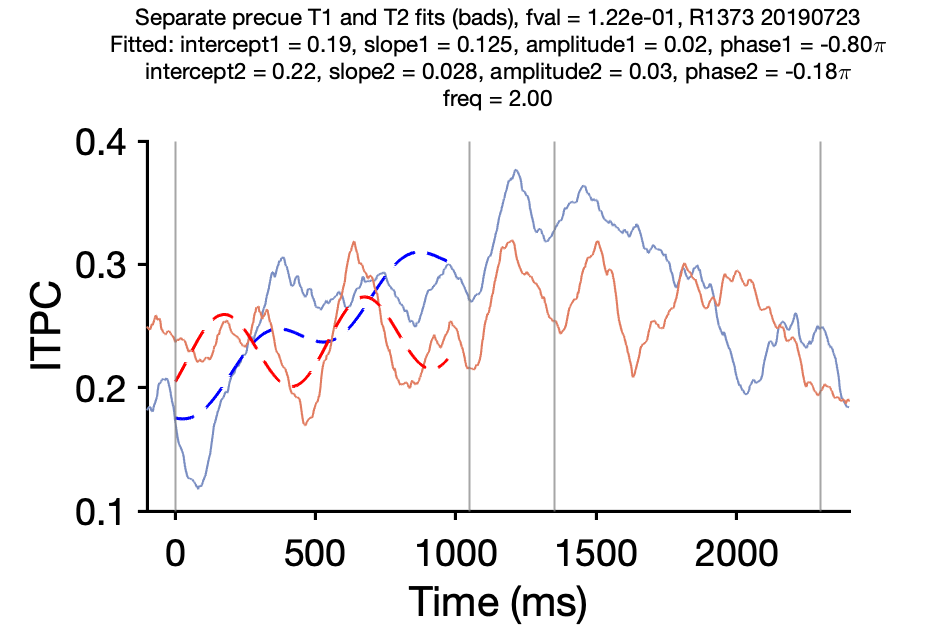 Separate precue T1 and T2 fits (bads), fval = 1.22e-01, R1373 20190723
Fitted: intercept1 = 0.19, slope1 = 0.125, amplitude1 = 0.02, phase1 = -0.80π
intercept2 = 0.22, slope2 = 0.028, amplitude2 = 0.03, phase2 = -0.18π
freq = 2.00
0.4
0.3
0.2
0.1
ITPC
0 500 1000 1500 2000
Time (ms)